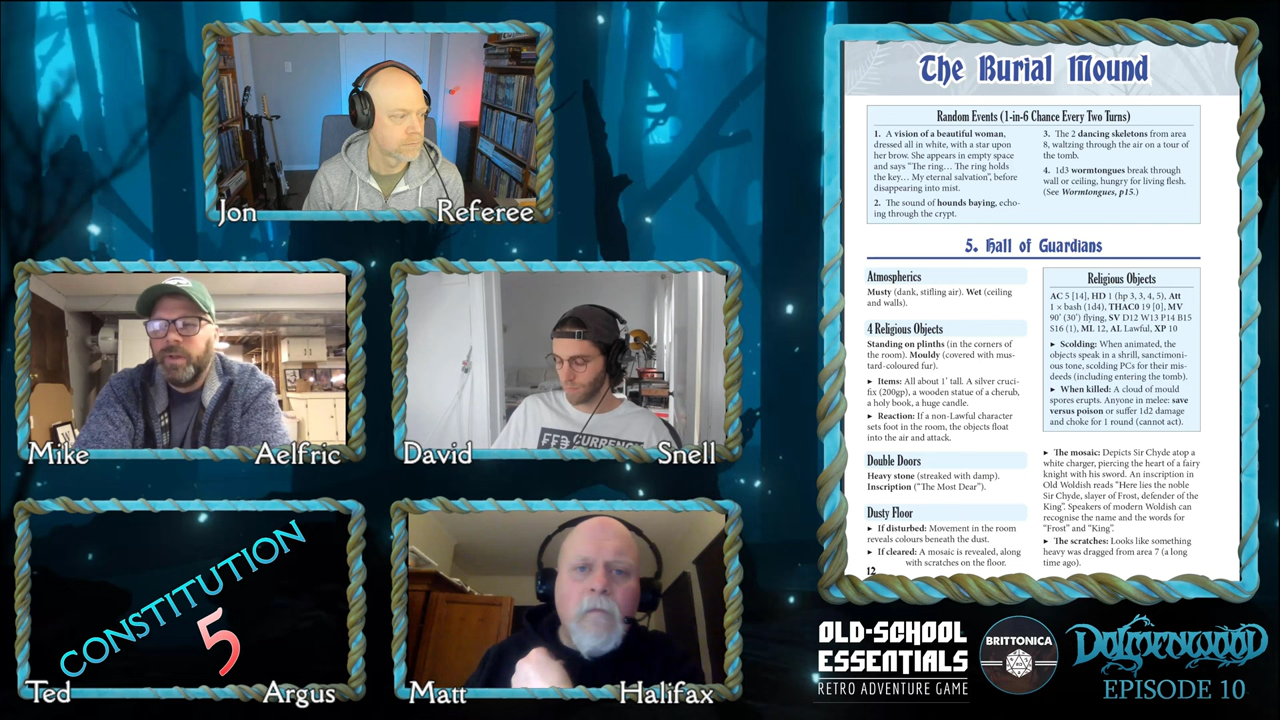 Jon
Referee
Mike
Aelfric
David
Snell
FF CURRENC
CONSTITUTION
5
Ted
Argus
Matt
Halifax
The Burial Mound
Random Events (1-in-6 Chance Every Two Turns)
1. A vision of a beautiful woman,
dressed all in white, with a star upon
her brow. She appears in empty space
and says “The ring… The ring holds
the key… My eternal salvation”, before
disappearing into mist.
2. The sound of hounds baying, echo-
ing through the crypt.
3. The 2 dancing skeletons from area
8, waltzing through the air on a tour of
the tomb.
4. 1d3 wormtongues break through
wall or ceiling, hungry for living flesh.
(See Wormtongues, p15.)
5. Hall of Guardians
Atmospherics
Musty (dank, stifling air). Wet (ceiling
and walls).
4 Religious Objects
Standing on plinths (in the corners of
the room). Mouldy (covered with mus-
tard-coloured fur).
▶ Items: All about 1’ tall. A silver cruci-
fix (200gp), a wooden statue of a cherub,
a holy book, a huge candle.
▶ Reaction: If a non-Lawful character
sets foot in the room, the objects float
into the air and attack.
Double Doors
Heavy stone (streaked with damp).
Inscription (“The Most Dear”).
Dusty Floor
▶ If disturbed: Movement in the room
reveals colours beneath the dust.
▶ If cleared: A mosaic is revealed, along
with scratches on the floor.
12
Religious Objects
AC 5 [14], HD 1 (hp 3, 3, 4, 5), Att
1 × bash (1d4), THAC0 19 [0], MV
90’ (30’) flying, SV D12 W13 P14 B15
S16 (1), ML 12, AL Lawful, XP 10
▶ Scolding: When animated, the
objects speak in a shrill, sanctimoni-
ous tone, scolding PCs for their mis-
deeds (including entering the tomb).
▶ When killed: A cloud of mould
spores erupts. Anyone in melee: save
versus poison or suffer 1d2 damage
and choke for 1 round (cannot act).
▶ The mosaic: Depicts Sir Chyde atop a
white charger, piercing the heart of a fairy
knight with his sword. An inscription in
Old Woldish reads “Here lies the noble
Sir Chyde, slayer of Frost, defender of the
King”. Speakers of modern Woldish can
recognise the name and the words for
“Frost” and “King”.
▶ The scratches: Looks like something
heavy was dragged from area 7 (a long
time ago).
OLD-SCHOOL
ESSENTIALS
RETRO ADVENTURE GAME
BRITTONICA
Dolmenwood
EPISODE 10